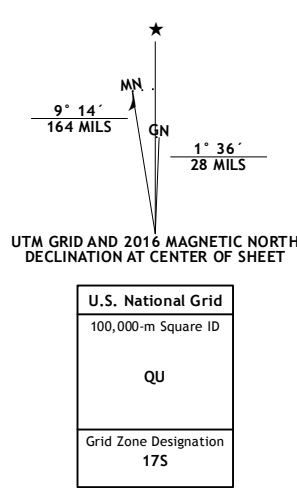 MN
9° 14´
164 MILS
GN
1° 36´
28 MILS
UTM GRID AND 2016 MAGNETIC NORTH
DECLINATION AT CENTER OF SHEET
U.S. National Grid
100,000-m Square ID
QU
Grid Zone Designation
17S